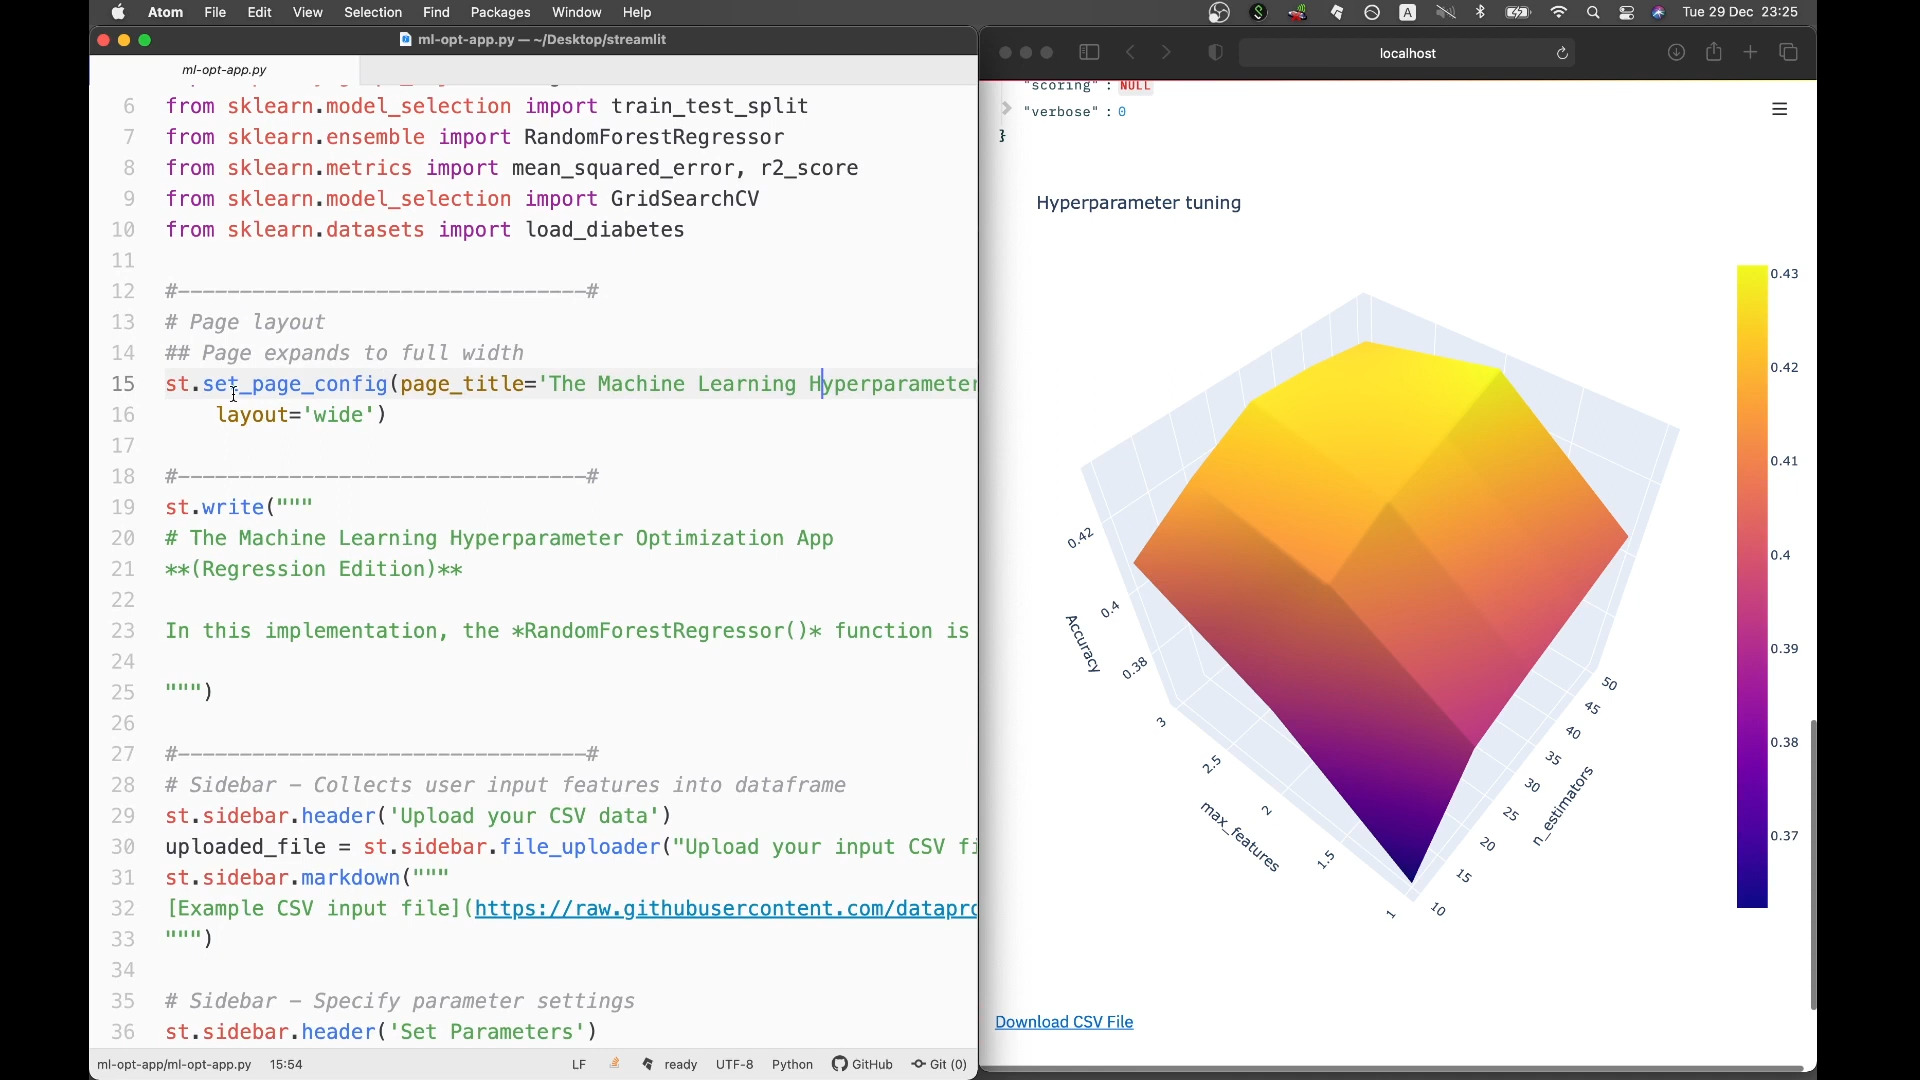 Atom File Edit View Selection Find Packages Window Help
A
Tue 29 Dec 23:25
ml-opt-app.py — ~/Desktop/streamlit
ml-opt-app.py
6 from sklearn.model_selection import train_test_split
7 from sklearn.ensemble import RandomForestRegressor
8 from sklearn.metrics import mean_squared_error, r2_score
9 from sklearn.model_selection import GridSearchCV
10 from sklearn.datasets import load_diabetes
11
12 #---------------------------------#
13 # Page layout
14 ## Page expands to full width
15 st.set_page_config(page_title='The Machine Learning Hyperparameter
16 layout='wide')
17
18 #---------------------------------#
19 st.write("""
20 # The Machine Learning Hyperparameter Optimization App
21 **(Regression Edition)**
22
23 In this implementation, the *RandomForestRegressor()* function is
24
25 """)
26
27 #---------------------------------#
28 # Sidebar - Collects user input features into dataframe
29 st.sidebar.header('Upload your CSV data')
30 uploaded_file = st.sidebar.file_uploader("Upload your input CSV fi
31 st.sidebar.markdown("""
32 [Example CSV input file](https://raw.githubusercontent.com/datapro
33 """)
34
35 # Sidebar - Specify parameter settings
36 st.sidebar.header('Set Parameters')
ml-opt-app/ml-opt-app.py 15:54 LF ready UTF-8 Python GitHub Git (0)
localhost
"scoring" : NULL
"verbose" : 0
}
Hyperparameter tuning
0.43
0.42
0.41
0.4
0.39
0.38
0.37
Accuracy
0.42
0.4
0.38
max_features
3
2.5
2
1.5
1
n_estimators
50
45
40
35
30
25
20
15
10
Download CSV File